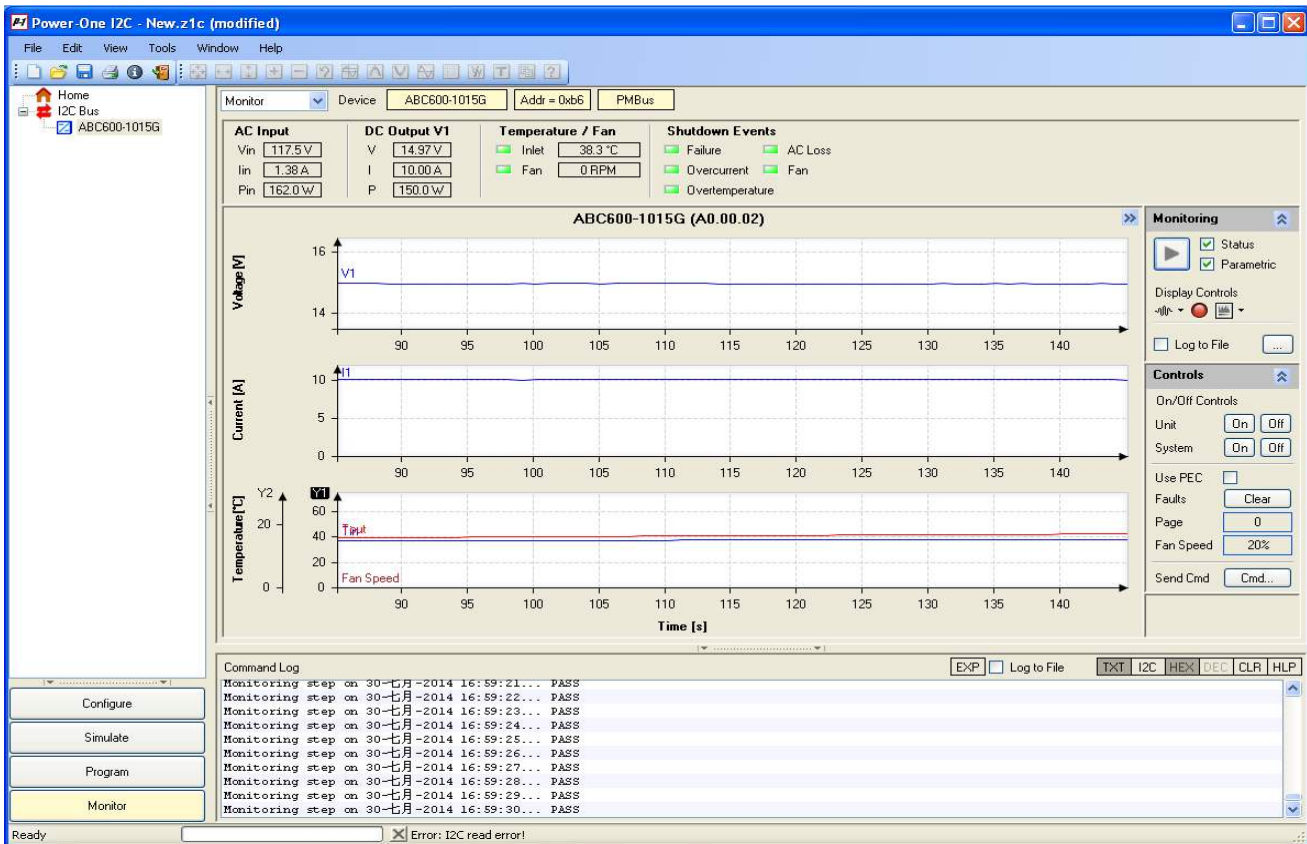 Power-One I2C - New.z1c (modified)
File Edit View Tools Window Help
Home
I2C Bus
ABC600-1015G
Monitor Device ABC600-1015G Addr = 0xb6 PMBus
AC Input DC Output V1 Temperature / Fan Shutdown Events
Vin 117.5 V V 14.97 V Inlet 38.3 °C Failure AC Loss
Iin 1.38 A I 10.00 A Fan 0 RPM Overcurrent Fan
Pin 162.0 W P 150.0 W Overtemperature
ABC600-1015G (A0.00.02)
Voltage [V]
16
V1
14
90 95 100 105 110 115 120 125 130 135 140
Current [A]
10 I1
5
0
90 95 100 105 110 115 120 125 130 135 140
Temperature [°C]
Y2 Y1
60
20 40
20
Fan Speed
0 0
90 95 100 105 110 115 120 125 130 135 140
Time [s]
Monitoring
Status
Parametric
Display Controls
Log to File ...
Controls
On/Off Controls
Unit On Off
System On Off
Use PEC
Faults Clear
Page 0
Fan Speed 20%
Send Cmd Cmd...
Command Log EXP Log to File TXT I2C HEX DEC CLR HLP
Monitoring step on 30-七月-2014 16:59:21... PASS
Monitoring step on 30-七月-2014 16:59:22... PASS
Monitoring step on 30-七月-2014 16:59:23... PASS
Monitoring step on 30-七月-2014 16:59:24... PASS
Monitoring step on 30-七月-2014 16:59:25... PASS
Monitoring step on 30-七月-2014 16:59:26... PASS
Monitoring step on 30-七月-2014 16:59:27... PASS
Monitoring step on 30-七月-2014 16:59:28... PASS
Monitoring step on 30-七月-2014 16:59:29... PASS
Monitoring step on 30-七月-2014 16:59:30... PASS
Configure
Simulate
Program
Monitor
Ready Error: I2C read error!